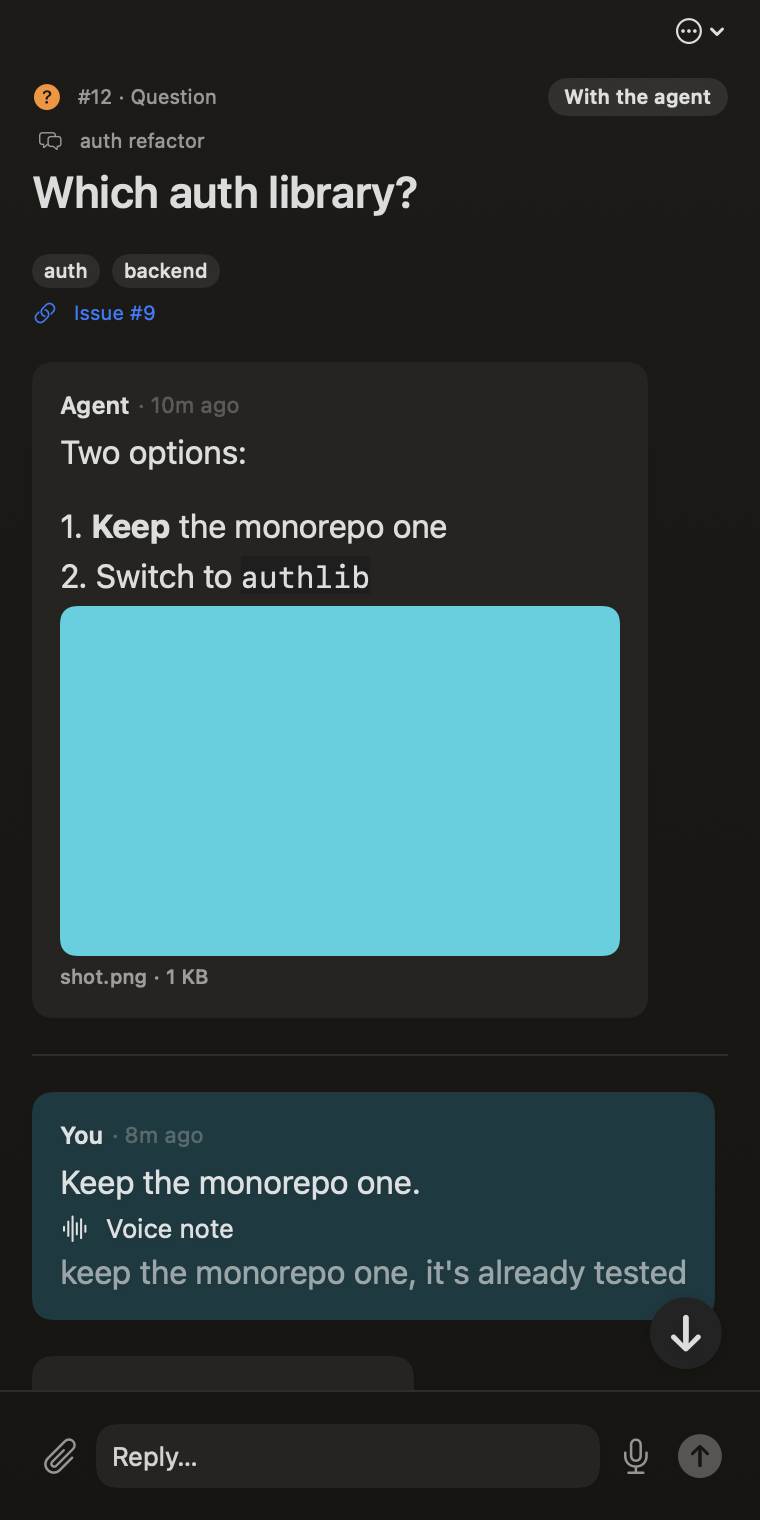 ? #12 · Question
With the agent
auth refactor
Which auth library?
auth backend
Issue #9
Agent · 10m ago
Two options:
1. Keep the monorepo one
2. Switch to authlib
shot.png · 1 KB
You · 8m ago
Keep the monorepo one.
Voice note
keep the monorepo one, it's already tested
Reply...